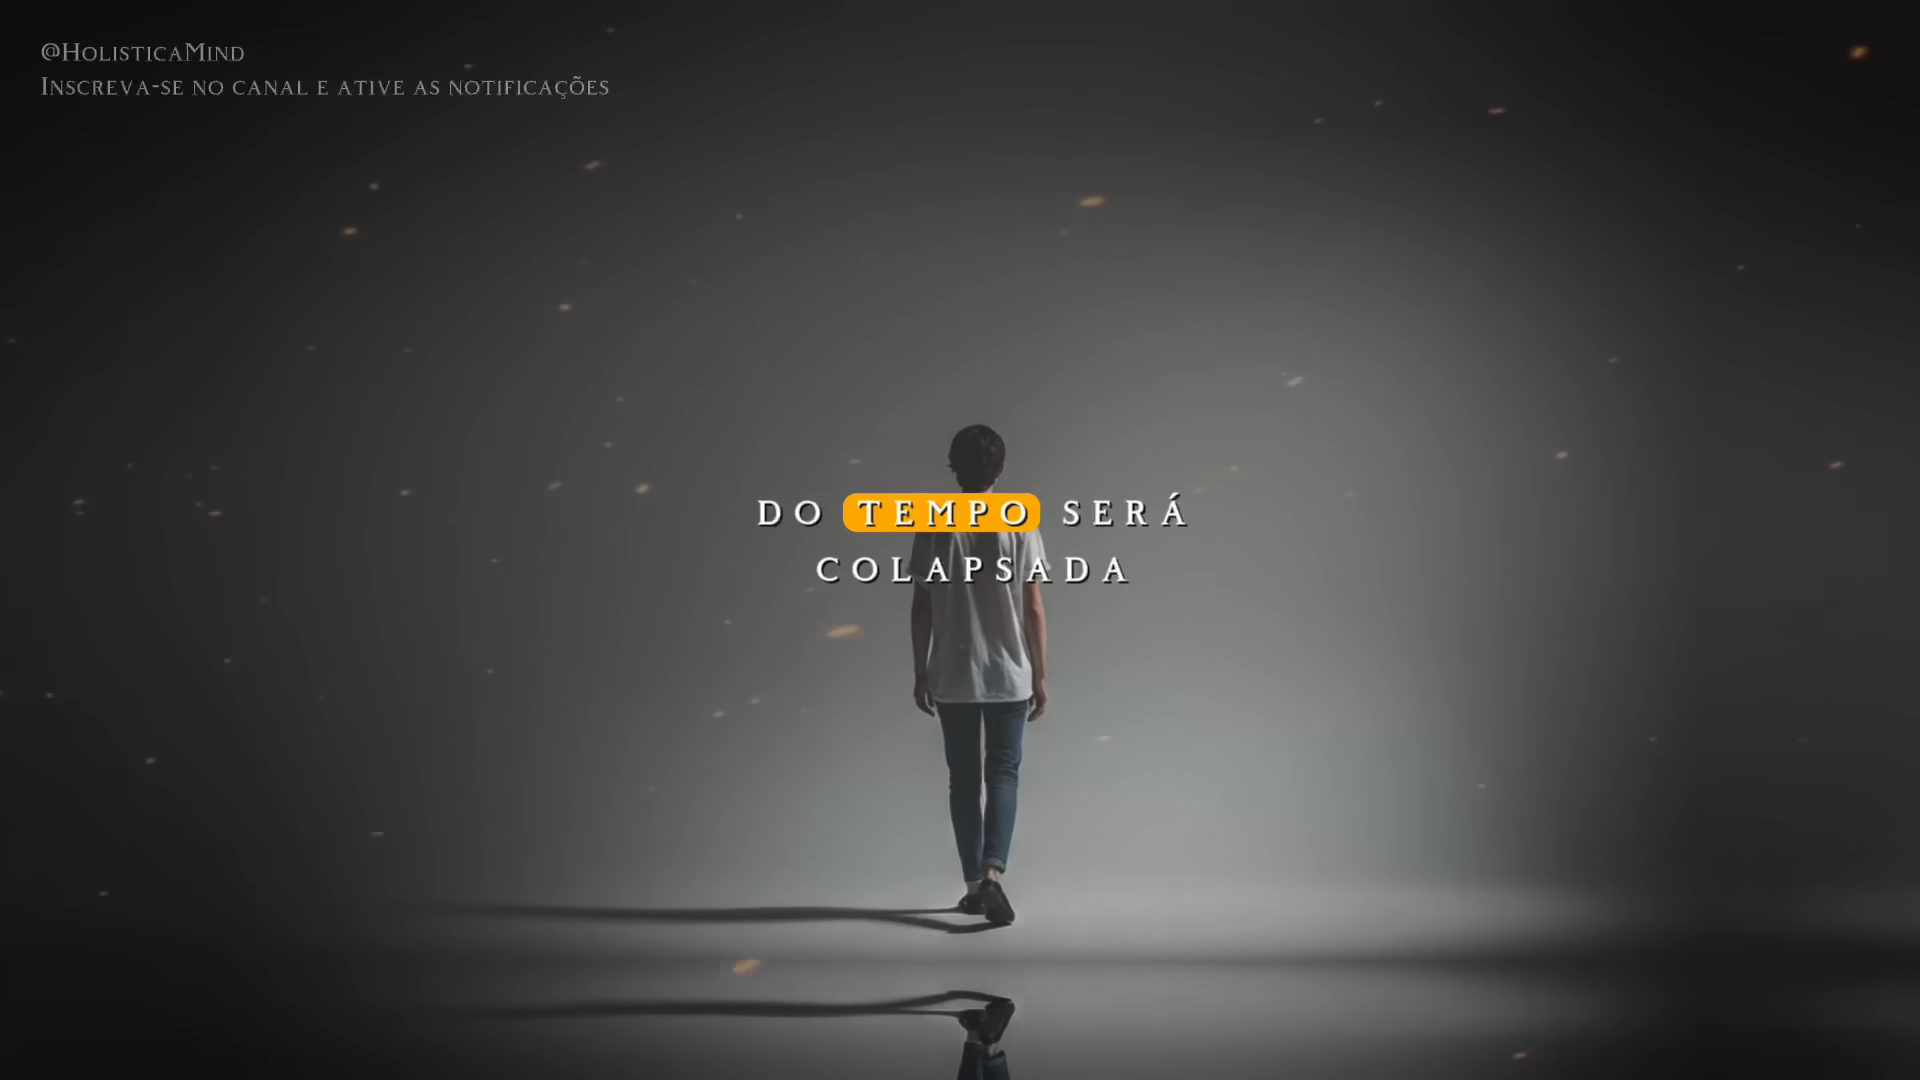 @HolisticaMind
Inscreva-se no canal e ative as notificações
DO TEMPO SERÁ
COLAPSADA